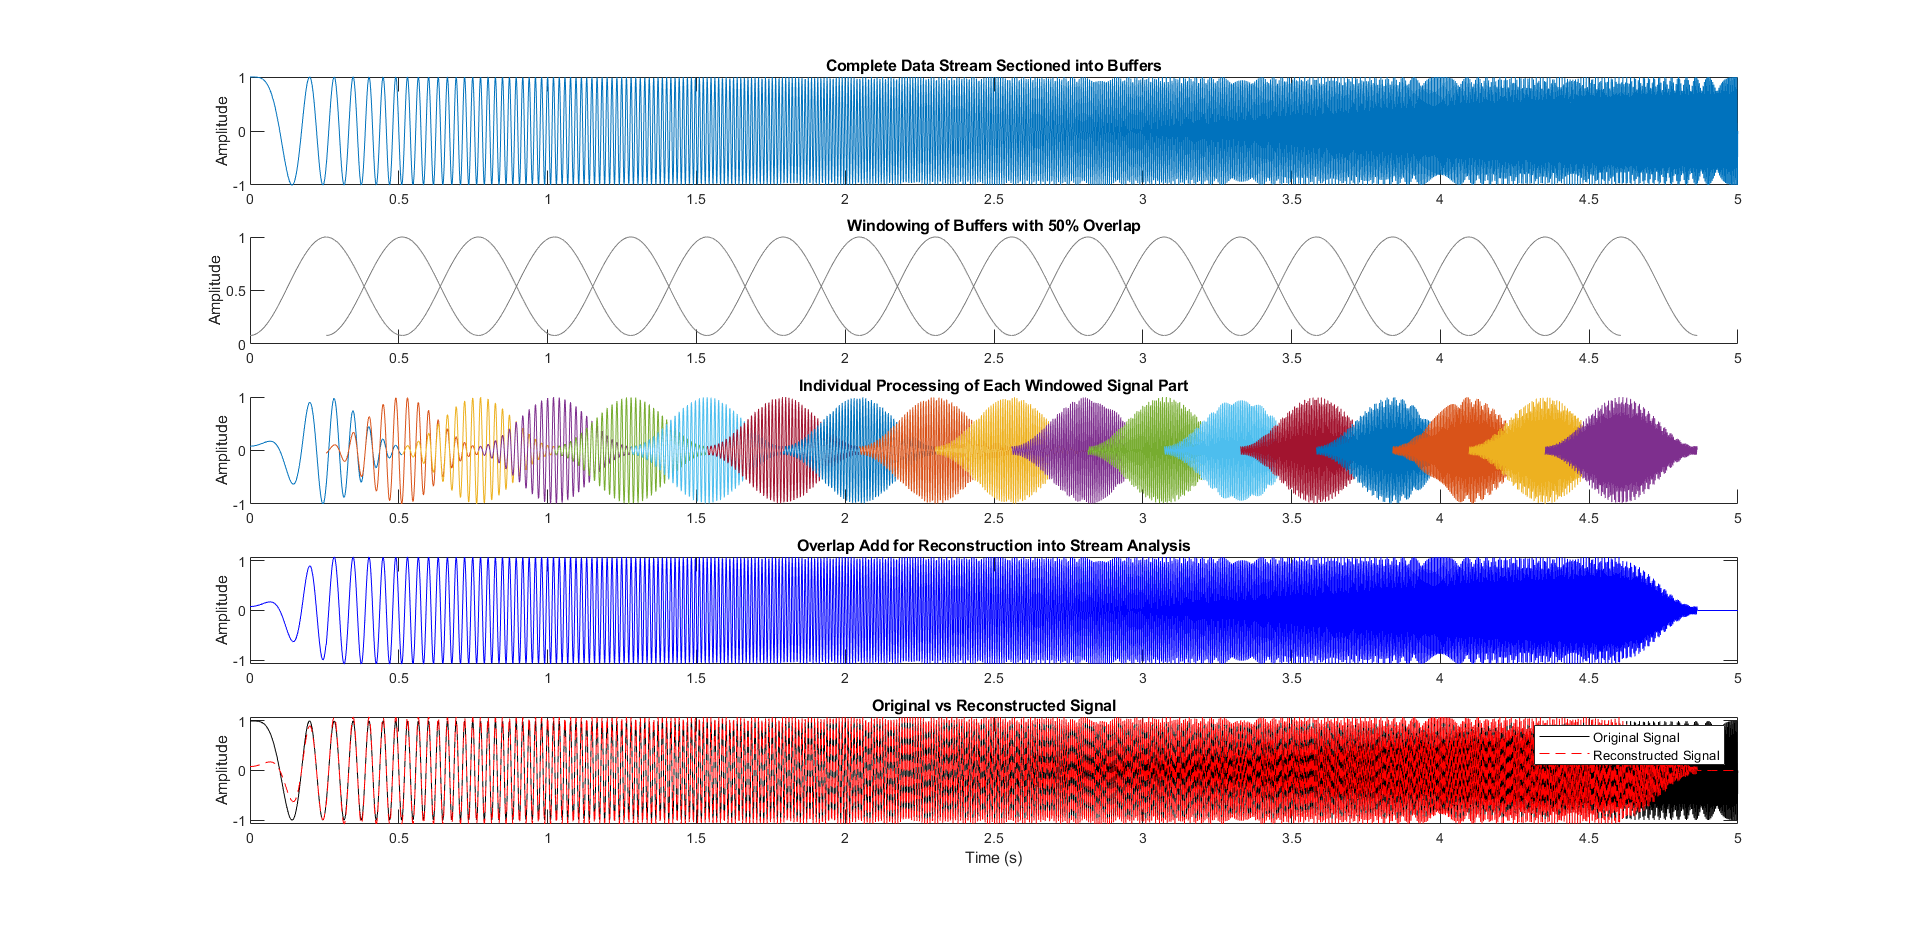 Complete Data Stream Sectioned into Buffers
Amplitude
1
0
-1
0 0.5 1 1.5 2 2.5 3 3.5 4 4.5 5
Windowing of Buffers with 50% Overlap
Amplitude
1
0.5
0
0 0.5 1 1.5 2 2.5 3 3.5 4 4.5 5
Individual Processing of Each Windowed Signal Part
Amplitude
1
0
-1
0 0.5 1 1.5 2 2.5 3 3.5 4 4.5 5
Overlap Add for Reconstruction into Stream Analysis
Amplitude
1
0
-1
0 0.5 1 1.5 2 2.5 3 3.5 4 4.5 5
Original vs Reconstructed Signal
Amplitude
1
0
-1
Original Signal
Reconstructed Signal
0 0.5 1 1.5 2 2.5 3 3.5 4 4.5 5
Time (s)